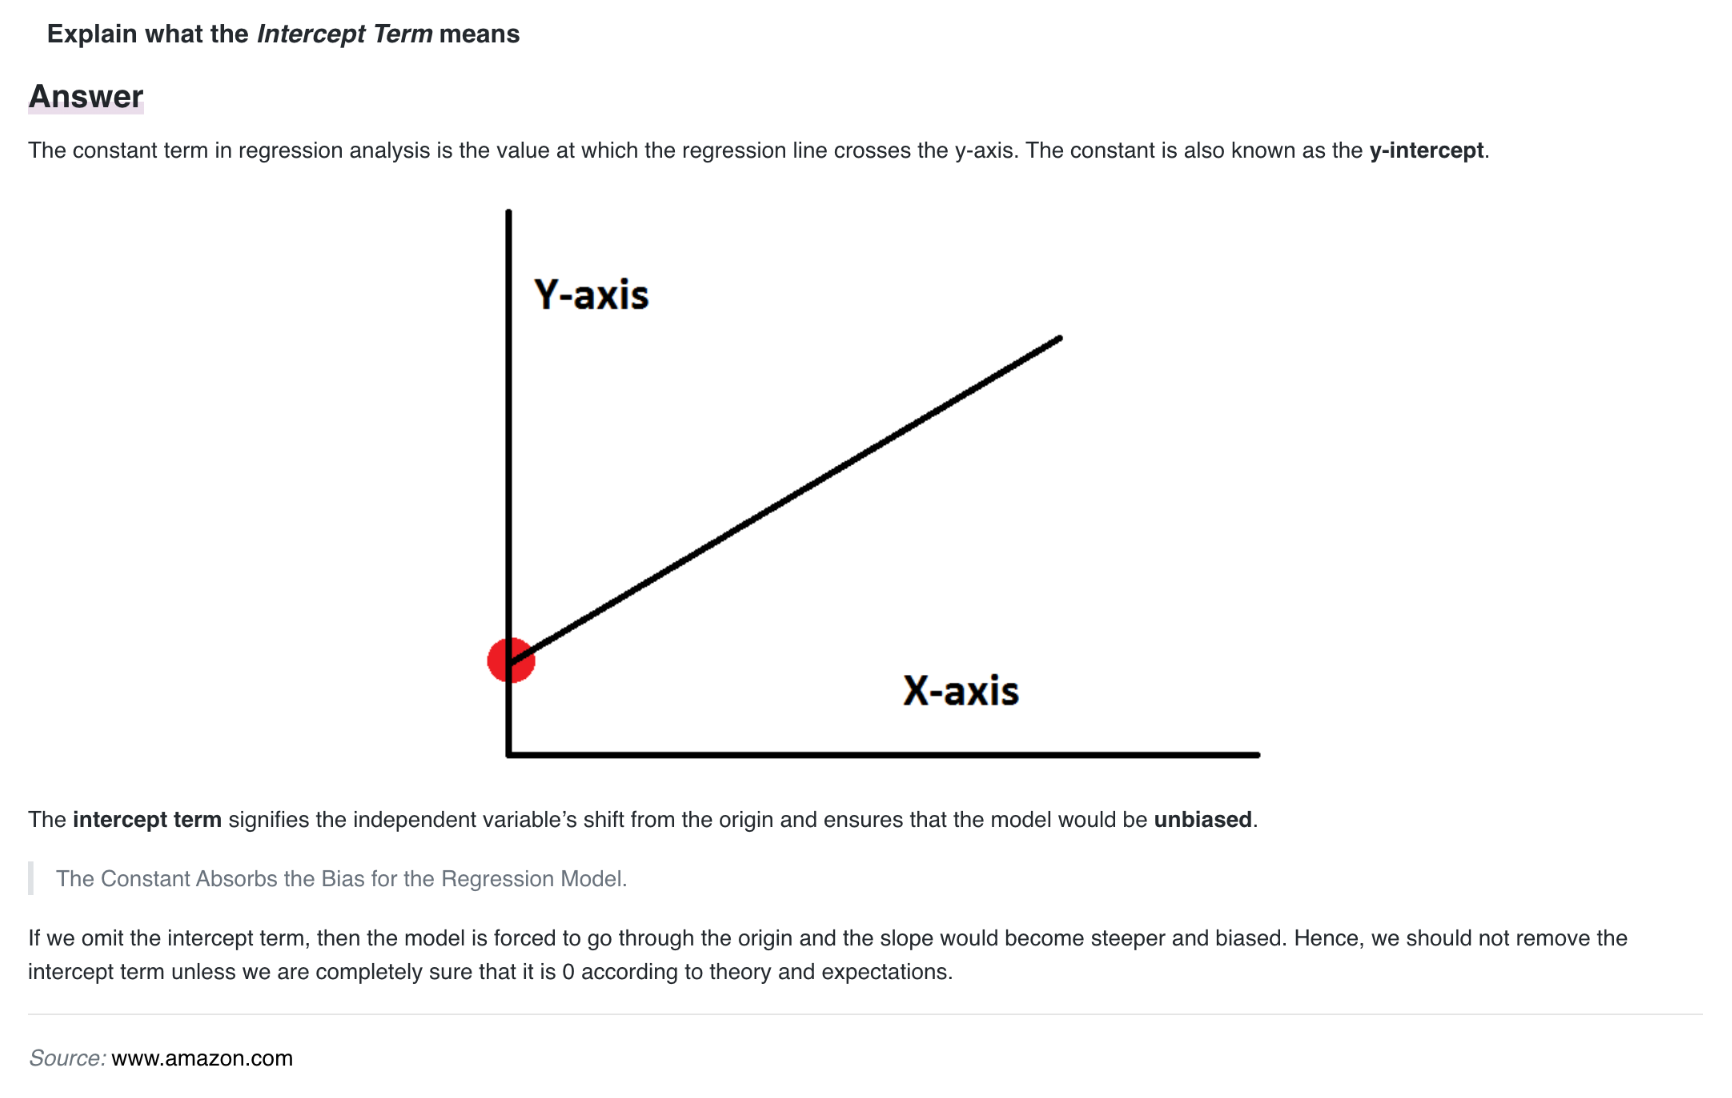 Explain what the Intercept Term means
Answer
The constant term in regression analysis is the value at which the regression line crosses the y-axis. The constant is also known as the y-intercept.
Y-axis
X-axis
The intercept term signifies the independent variable’s shift from the origin and ensures that the model would be unbiased.
The Constant Absorbs the Bias for the Regression Model.
If we omit the intercept term, then the model is forced to go through the origin and the slope would become steeper and biased. Hence, we should not remove the
intercept term unless we are completely sure that it is 0 according to theory and expectations.
Source: www.amazon.com